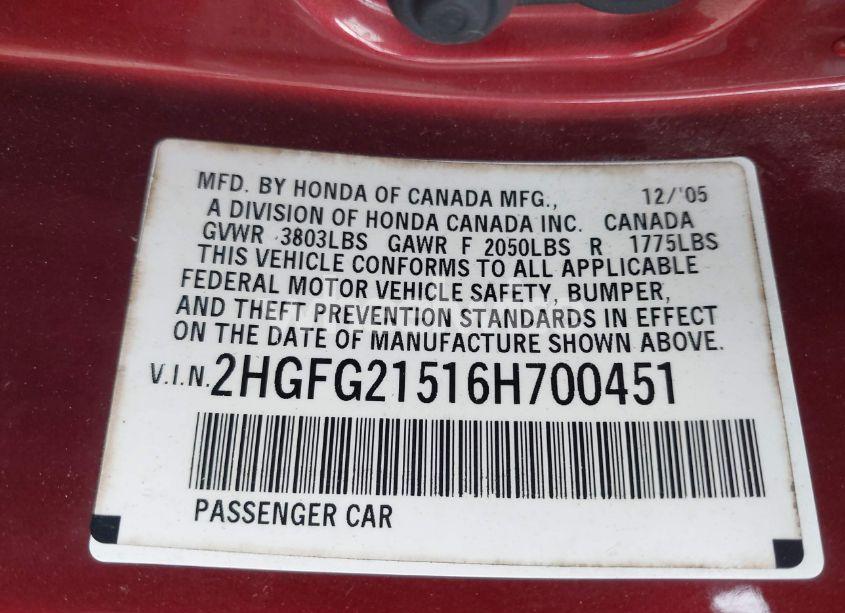 MFD. BY HONDA OF CANADA MFG., 12/'05
A DIVISION OF HONDA CANADA INC. CANADA
GVWR 3803LBS GAWR F 2050LBS R 1775LBS
THIS VEHICLE CONFORMS TO ALL APPLICABLE
FEDERAL MOTOR VEHICLE SAFETY, BUMPER,
AND THEFT PREVENTION STANDARDS IN EFFECT
ON THE DATE OF MANUFACTURE SHOWN ABOVE.
V.I.N. 2HGFG21516H700451
PASSENGER CAR